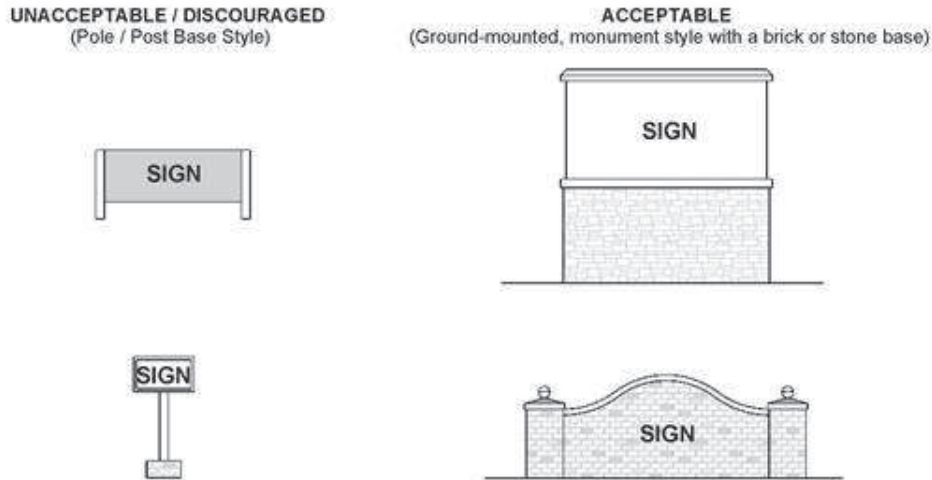 UNACCEPTABLE / DISCOURAGED
(Pole / Post Base Style)
ACCEPTABLE
(Ground-mounted, monument style with a brick or stone base)
SIGN
SIGN
SIGN
SIGN